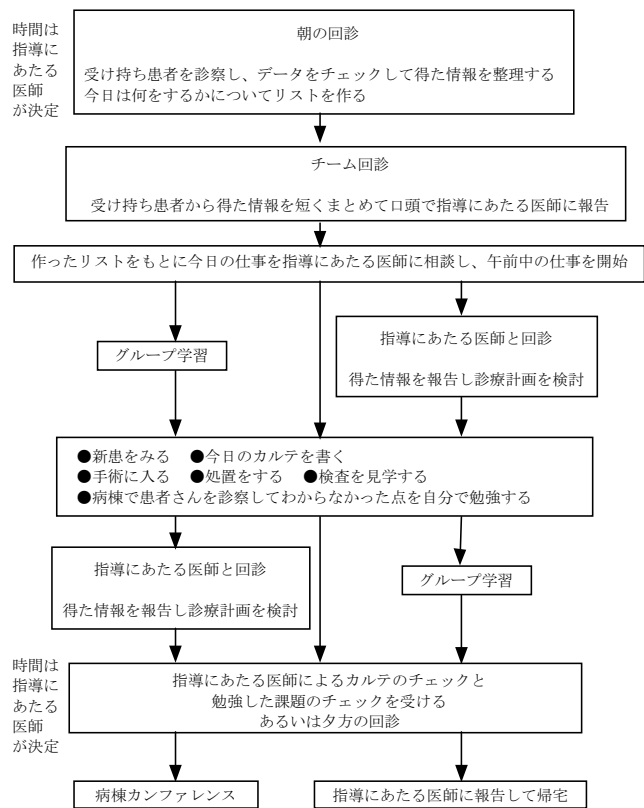 時間は
指導に
あたる
医師
が決定
朝の回診
受け持ち患者を診察し、データをチェックして得た情報を整理する
今日は何をするかについてリストを作る
チーム回診
受け持ち患者から得た情報を短くまとめて口頭で指導にあたる医師に報告
作ったリストをもとに今日の仕事を指導にあたる医師に相談し、午前中の仕事を開始
グループ学習
指導にあたる医師と回診
得た情報を報告し診療計画を検討
●新患をみる ●今日のカルテを書く
●手術に入る ●処置をする ●検査を見学する
●病棟で患者さんを診察してわからなかった点を自分で勉強する
指導にあたる医師と回診
得た情報を報告し診療計画を検討
グループ学習
時間は
指導に
あたる
医師
が決定
指導にあたる医師によるカルテのチェックと
勉強した課題のチェックを受ける
あるいは夕方の回診
病棟カンファレンス
指導にあたる医師に報告して帰宅